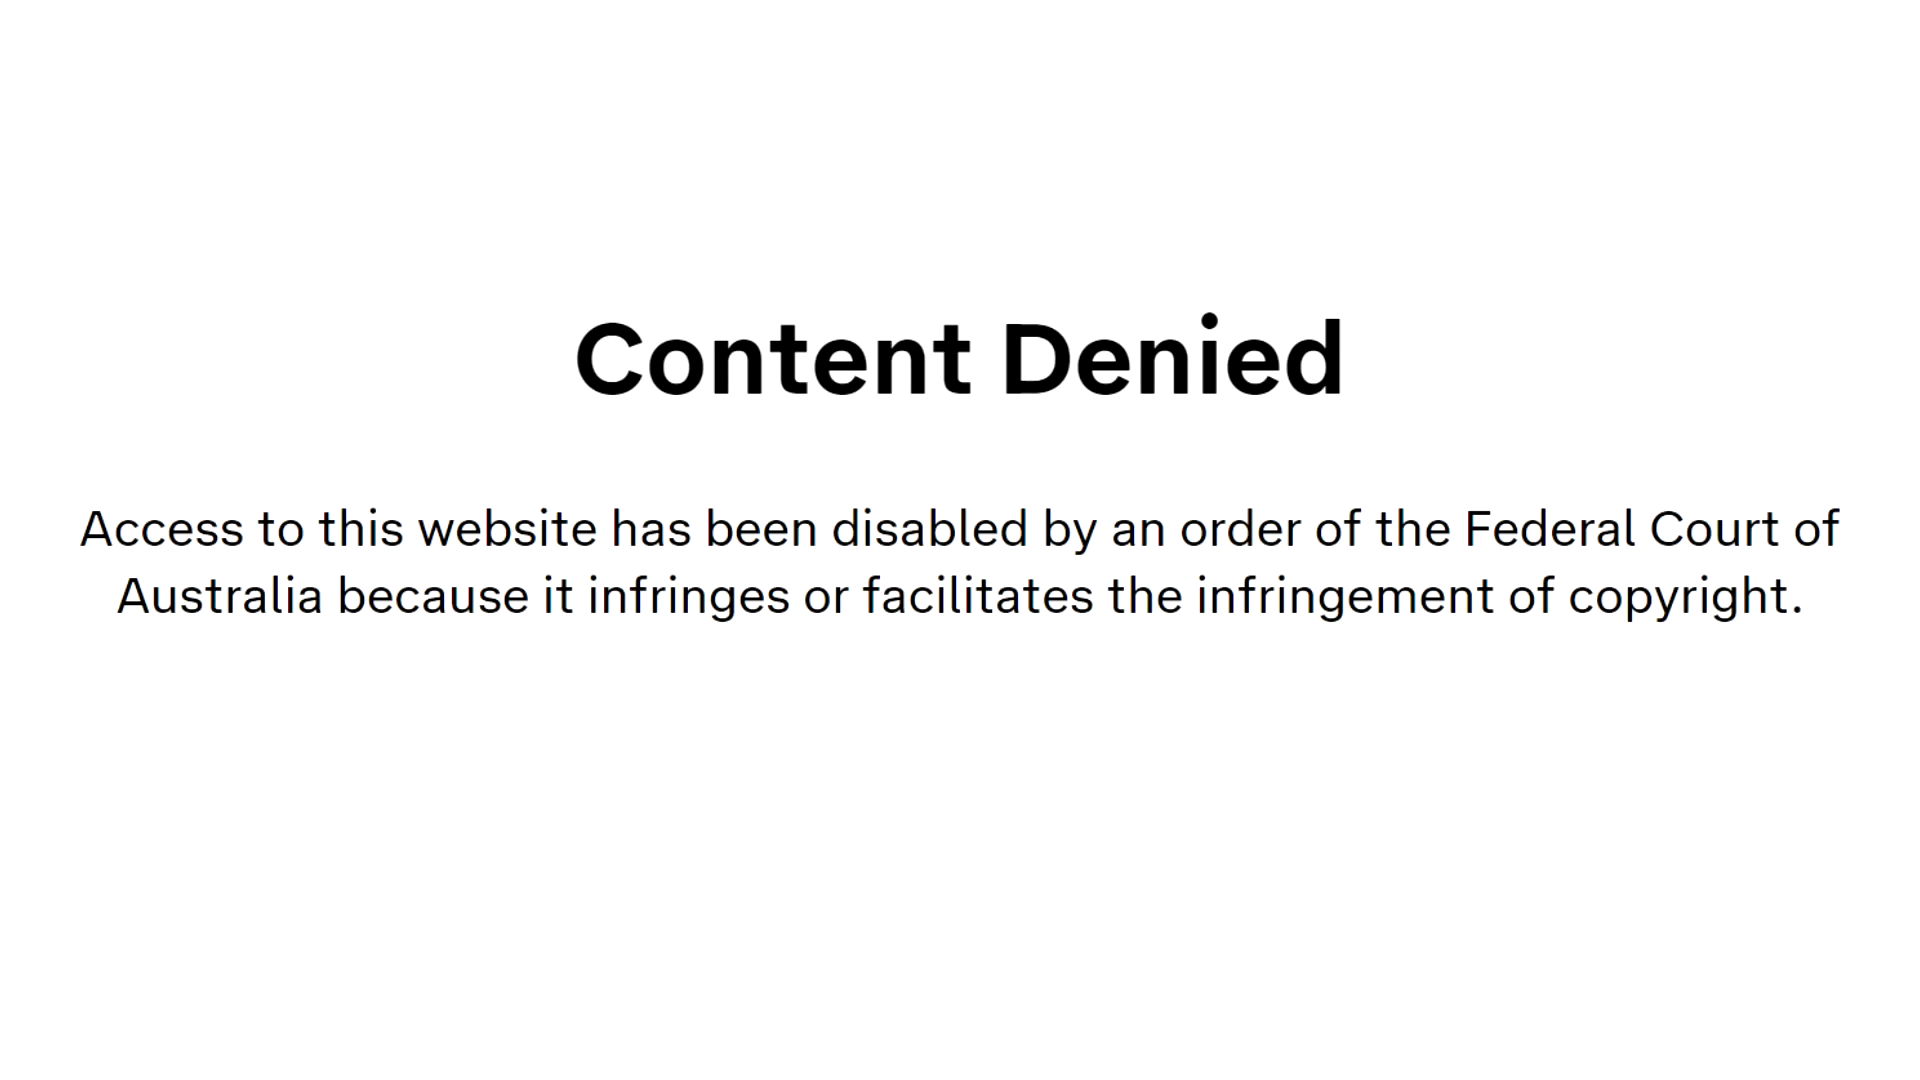 Content Denied
Access to this website has been disabled by an order of the Federal Court of
Australia because it infringes or facilitates the infringement of copyright.